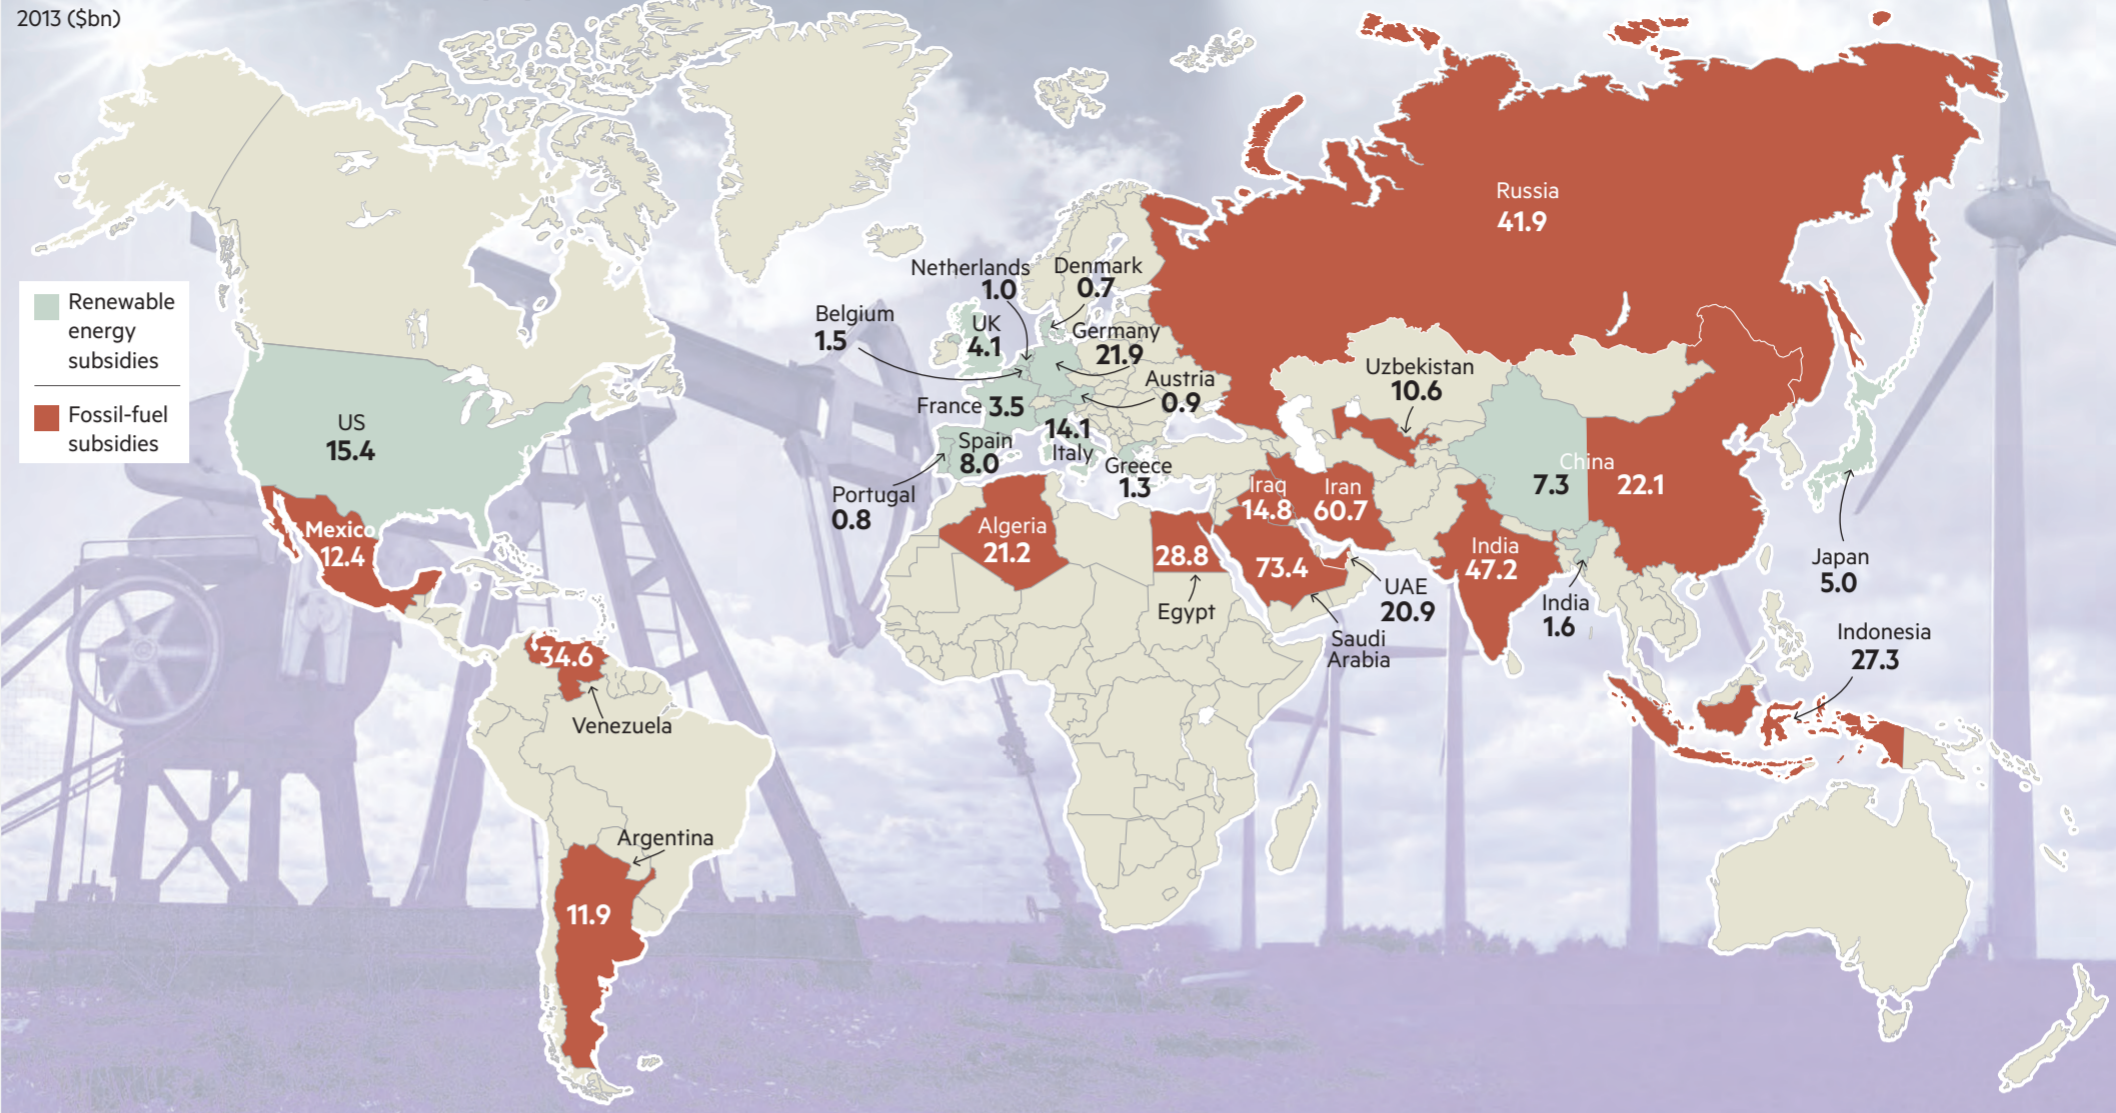 2013 ($bn)
Renewable
energy
subsidies
Fossil-fuel
subsidies
US
15.4
Mexico
12.4
34.6
Venezuela
Argentina
11.9
Netherlands
1.0
Denmark
0.7
Belgium
1.5
UK
4.1
Germany
21.9
Austria
0.9
France 3.5
14.1
Italy
Spain
8.0
Greece
1.3
Portugal
0.8
Algeria
21.2
28.8
Egypt
Russia
41.9
Uzbekistan
10.6
Iraq
14.8
Iran
60.7
73.4
Saudi
Arabia
UAE
20.9
India
47.2
India
1.6
China
7.3
22.1
Japan
5.0
Indonesia
27.3